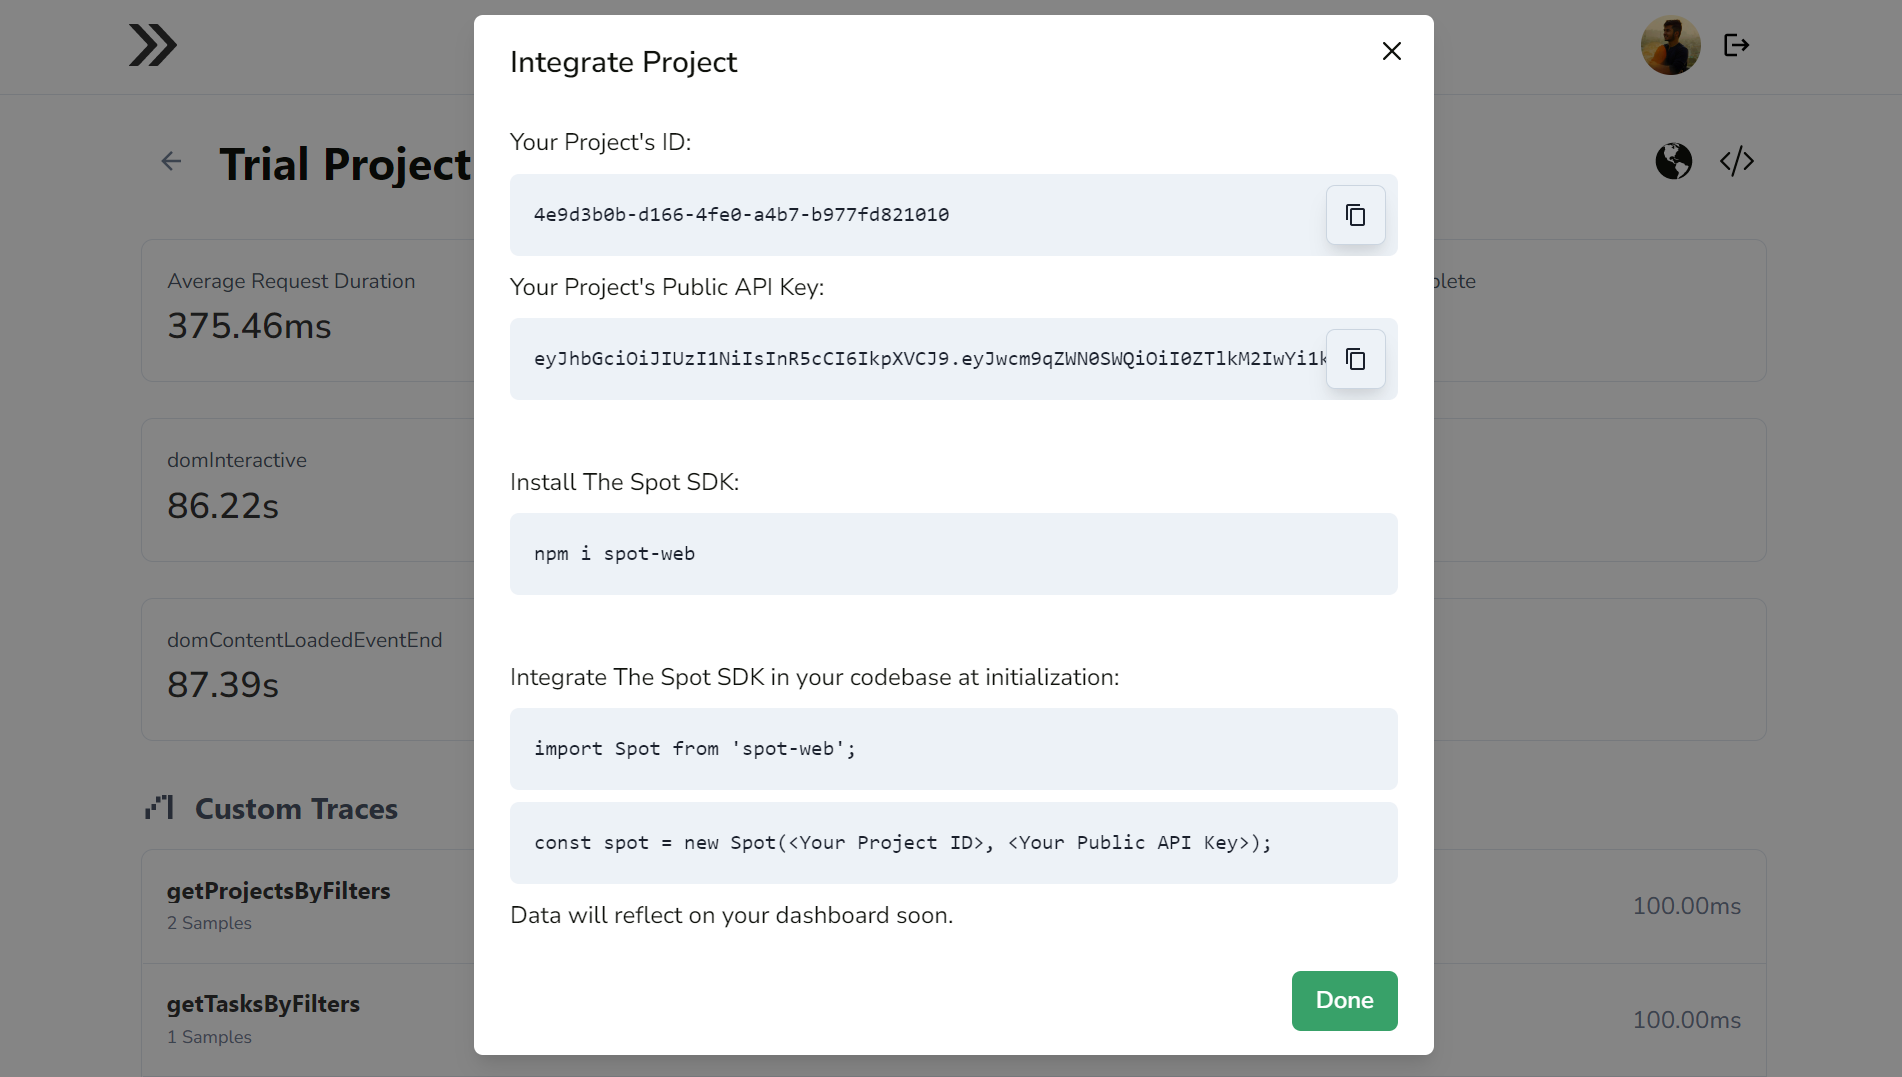 Integrate Project
Trial Project
Your Project's ID:
4e9d3b0b-d166-4fe0-a4b7-b977fd821010
Your Project's Public API Key:
eyJhbGciOiJIUzI1NiIsInR5cCI6IkpXVCJ9.eyJwcm9qZWN0SWQiOiI0ZTlkM2IwYi1k
Install The Spot SDK:
npm i spot-web
Integrate The Spot SDK in your codebase at initialization:
import Spot from 'spot-web';
const spot = new Spot(<Your Project ID>, <Your Public API Key>);
Data will reflect on your dashboard soon.
Done
Average Request Duration
375.46ms
plete
domInteractive
86.22s
domContentLoadedEventEnd
87.39s
Custom Traces
getProjectsByFilters
2 Samples
100.00ms
getTasksByFilters
1 Samples
100.00ms